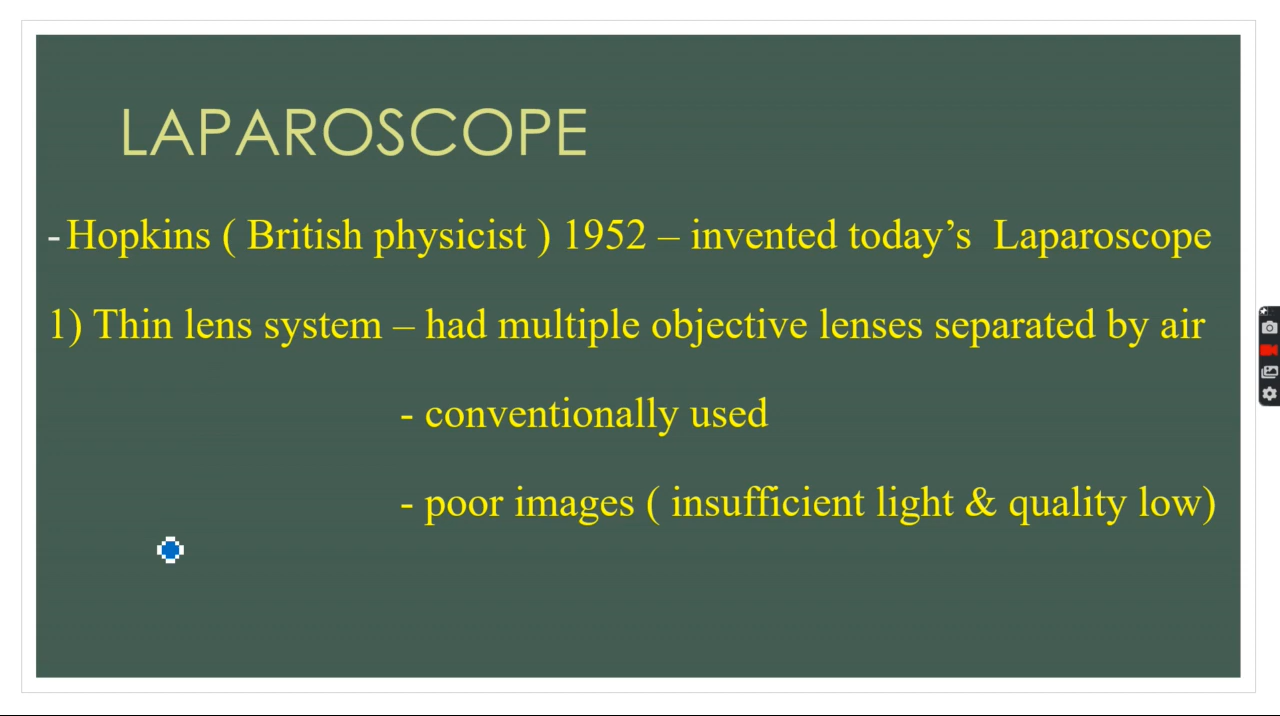 LAPAROSCOPE
- Hopkins ( British physicist ) 1952 – invented today’s Laparoscope
1) Thin lens system – had multiple objective lenses separated by air
- conventionally used
- poor images ( insufficient light & quality low)